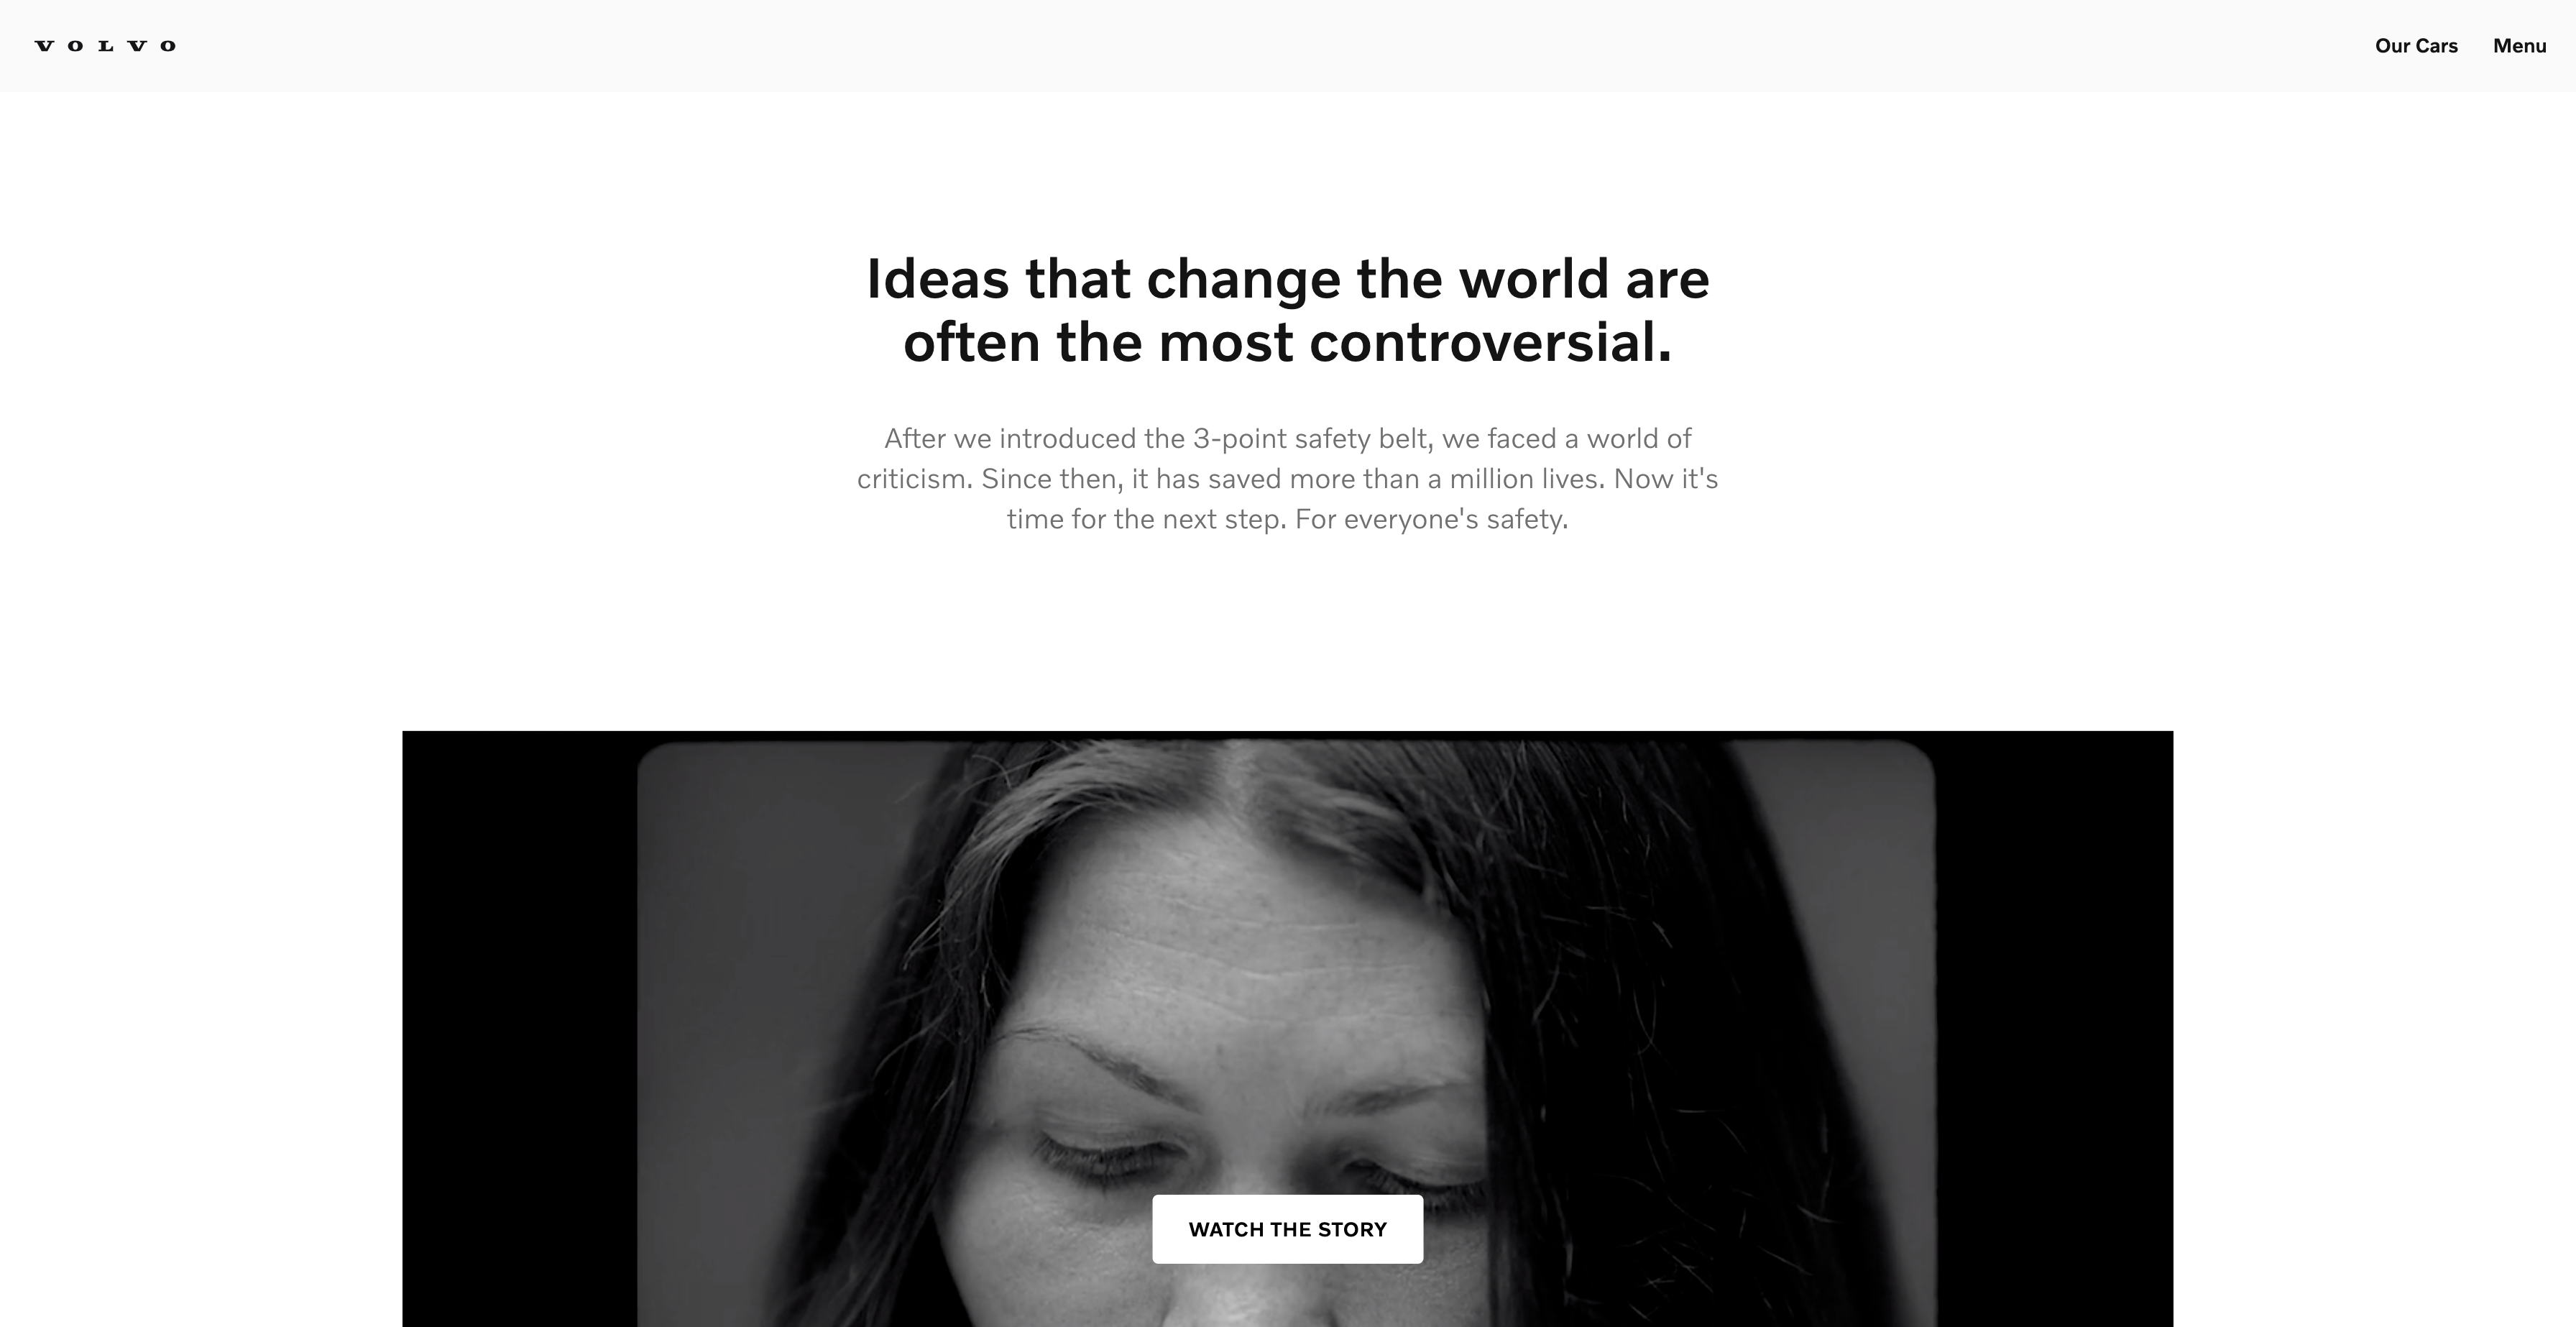 VOLVO
Our Cars
Menu
Ideas that change the world are
often the most controversial.
After we introduced the 3-point safety belt, we faced a world of
criticism. Since then, it has saved more than a million lives. Now it's
time for the next step. For everyone's safety.
WATCH THE STORY